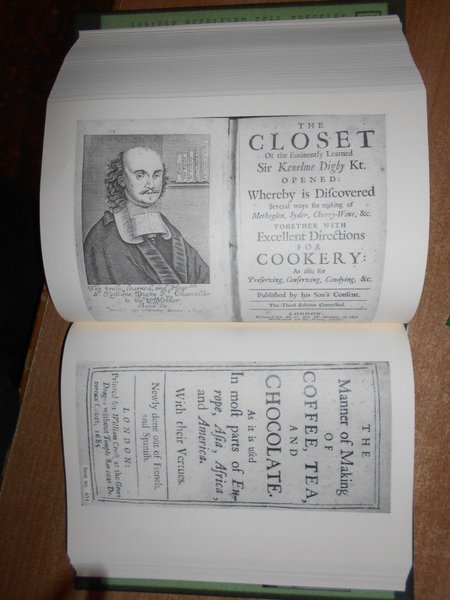 THE
CLOSET
Of the Eminently Learned
Sir Kenelme Digby Kt.
OPENED:
Whereby is Discovered
Several ways for making of
Metheglin, Syder, Cherry-Wine, &c.
TOGETHER WITH
Excellent Directions
FOR
COOKERY:
As also for
Preserving, Conserving, Candying, &c.
Published by his Son's Consent,
The Third Edition Corrected.
LONDON
THE
Manner of Making
OF
COFFEE, TEA,
AND
CHOCOLATE.
As it is used
In most parts of Eu-
rope, Asia, Africa,
and America.
With their Vertues.
Newly done out of French
and Spanish.
LONDON:
Printed for William Crook at the Green
Dragon without Temple Bar near De-
vereux Court, 1685
Item no. 654